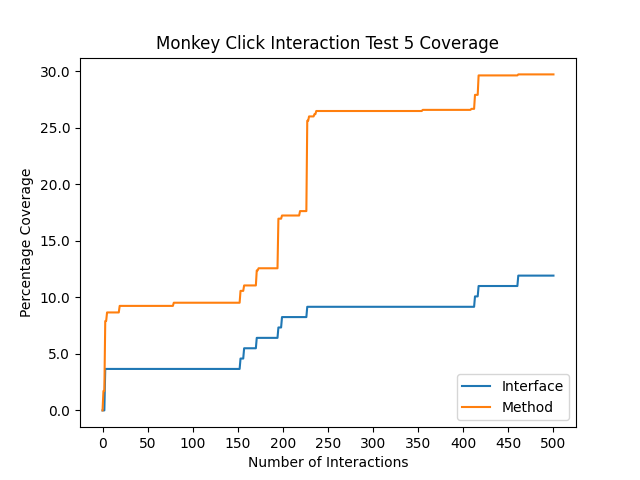 Monkey Click Interaction Test 5 Coverage
Percentage Coverage
30.0
25.0
20.0
15.0
10.0
5.0
0.0
0 50 100 150 200 250 300 350 400 450 500
Number of Interactions
Interface
Method